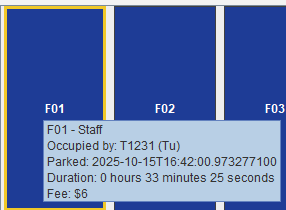 F01 F02 F03
F01 - Staff
Occupied by: T1231 (Tu)
Parked: 2025-10-15T16:42:00.973277100
Duration: 0 hours 33 minutes 25 seconds
Fee: $6